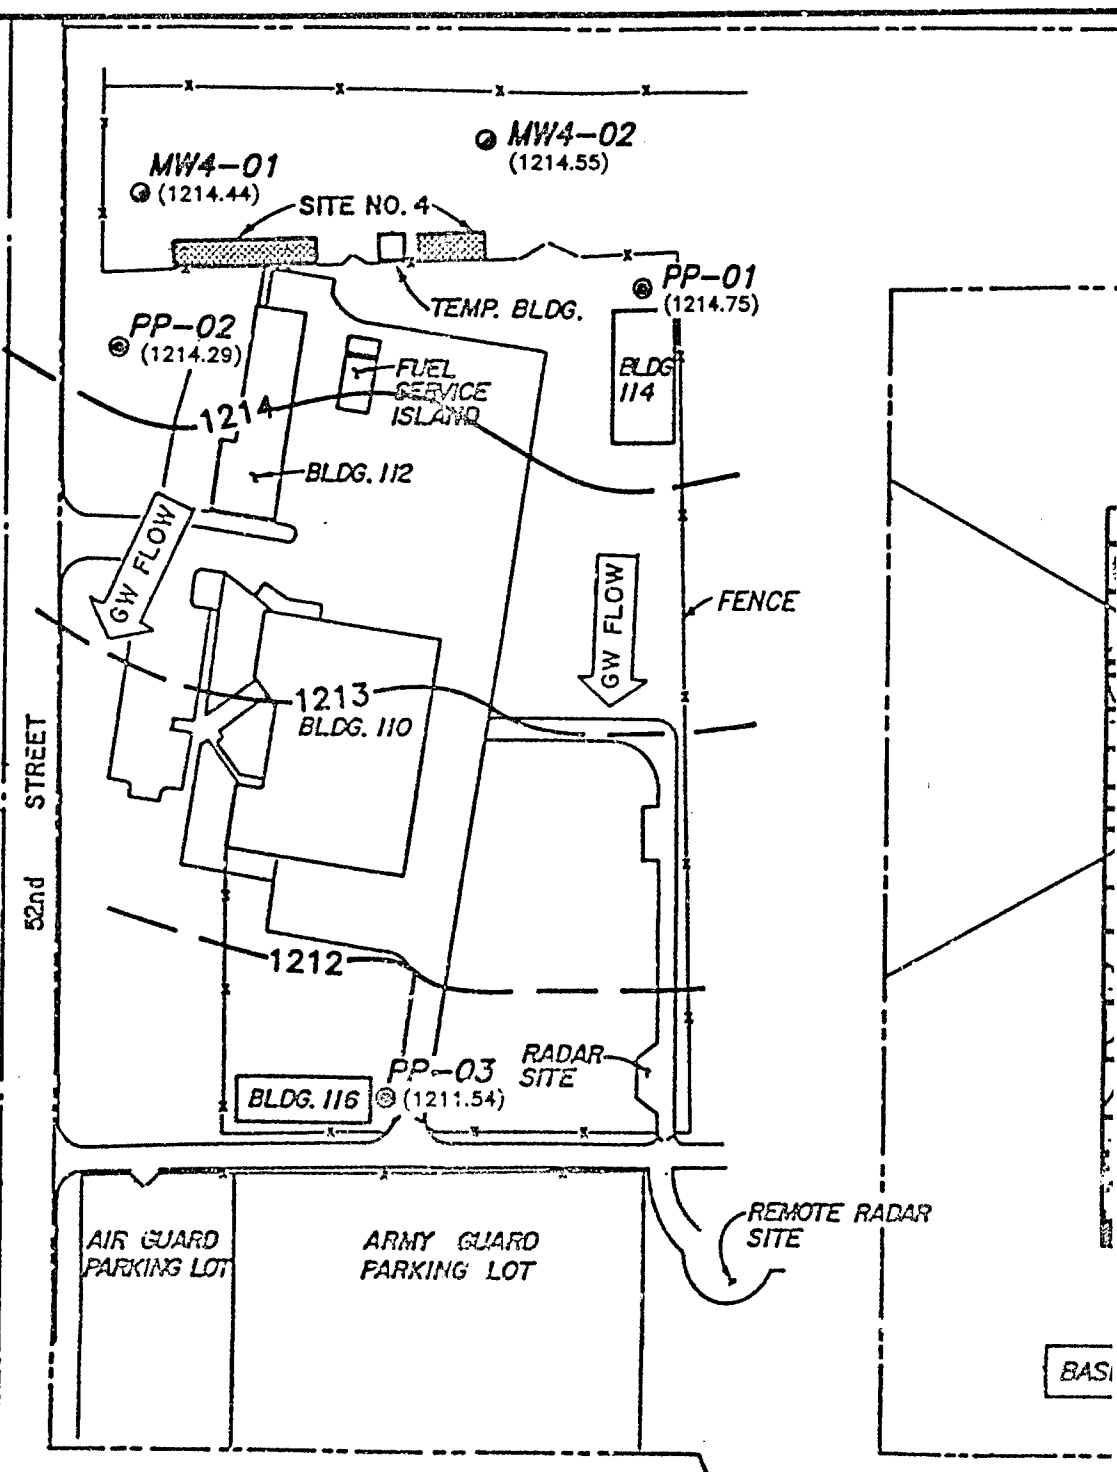 MW4-02
(1214.55)
MW4-01
(1214.44)
SITE NO. 4
PP-01
(1214.75)
TEMP. BLDG.
PP-02
(1214.29)
FUEL
SERVICE
ISLAND
BLDG
114
1214
BLDG. 112
GW FLOW
GW FLOW
FENCE
1213
BLDG. 110
52nd STREET
1212
RADAR
SITE
PP-03
(1211.54)
BLDG. 116
REMOTE RADAR
SITE
AIR GUARD
PARKING LOT
ARMY GUARD
PARKING LOT
BAS